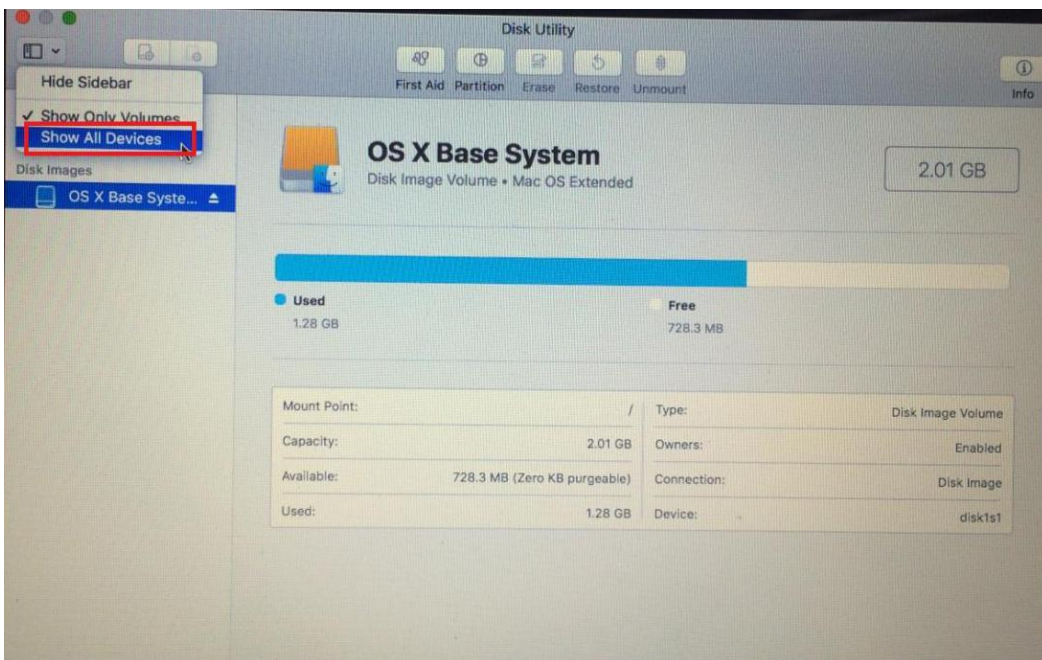 Disk Utility
First Aid Partition Erase Restore Unmount
Info
Hide Sidebar
✓ Show Only Volumes
Show All Devices
Disk Images
OS X Base Syste...
OS X Base System
Disk Image Volume • Mac OS Extended
2.01 GB
Used
1.28 GB
Free
728.3 MB
Mount Point: /
Type: Disk Image Volume
Capacity: 2.01 GB
Owners: Enabled
Available: 728.3 MB (Zero KB purgeable)
Connection: Disk Image
Used: 1.28 GB
Device: disk1s1